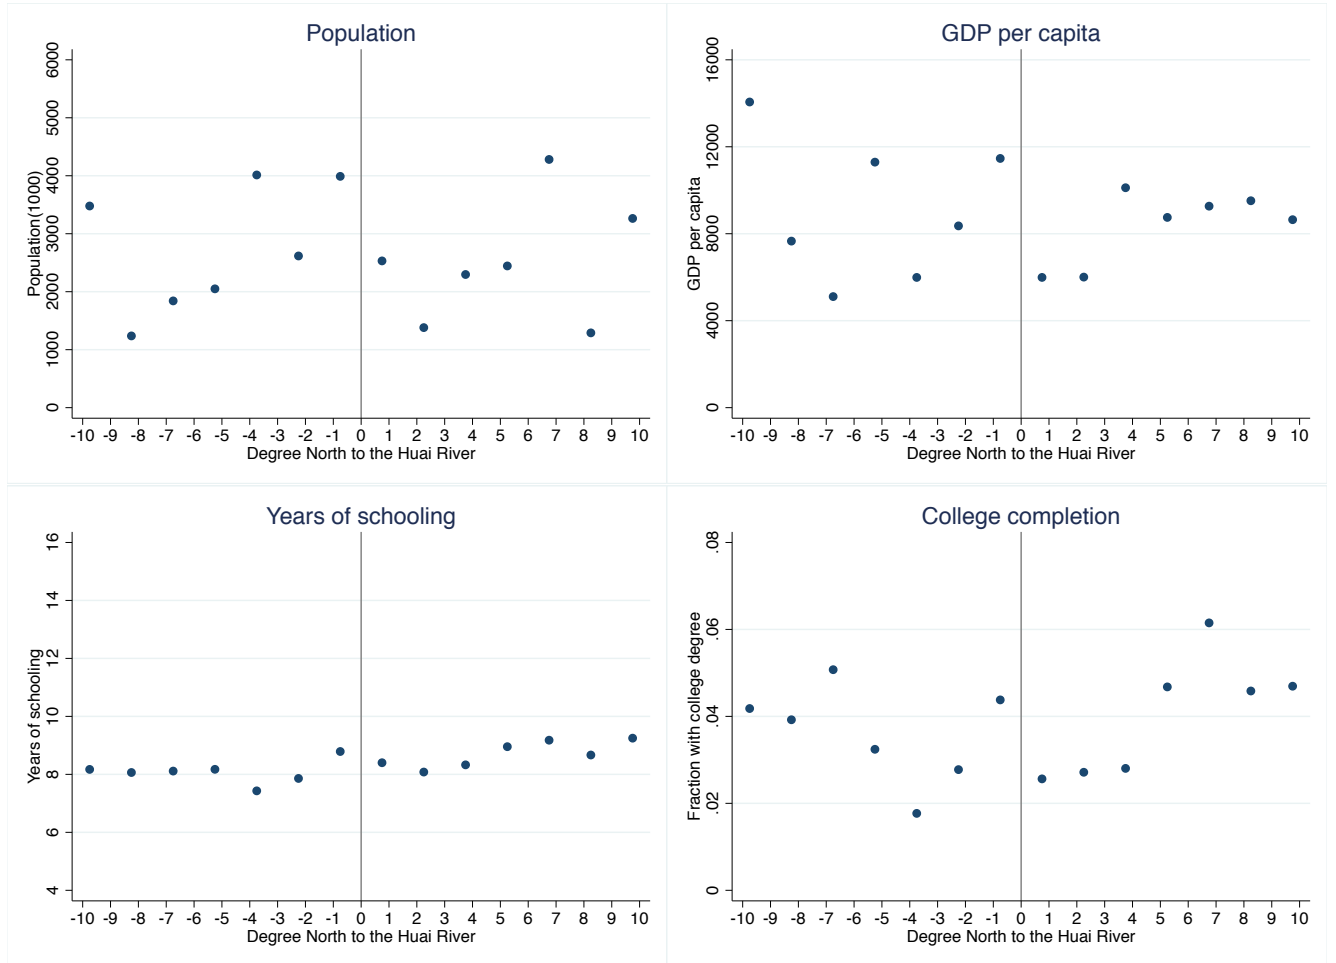 Population
Population(1000)
6000
5000
4000
3000
2000
1000
0
-10 -9 -8 -7 -6 -5 -4 -3 -2 -1 0 1 2 3 4 5 6 7 8 9 10
Degree North to the Huai River
GDP per capita
GDP per capita
16000
12000
8000
4000
0
-10 -9 -8 -7 -6 -5 -4 -3 -2 -1 0 1 2 3 4 5 6 7 8 9 10
Degree North to the Huai River
Years of schooling
Years of schooling
16
14
12
10
8
6
4
-10 -9 -8 -7 -6 -5 -4 -3 -2 -1 0 1 2 3 4 5 6 7 8 9 10
Degree North to the Huai River
College completion
Fraction with college degree
.08
.06
.04
.02
0
-10 -9 -8 -7 -6 -5 -4 -3 -2 -1 0 1 2 3 4 5 6 7 8 9 10
Degree North to the Huai River